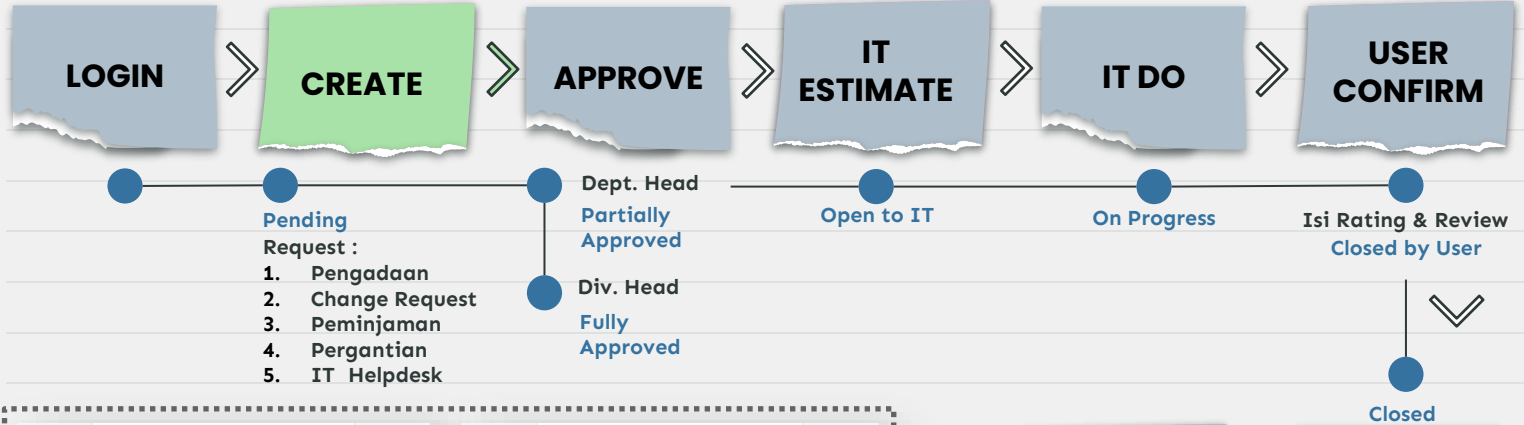 LOGIN
CREATE
APPROVE
IT
ESTIMATE
IT DO
USER
CONFIRM
Pending
Request :
1. Pengadaan
2. Change Request
3. Peminjaman
4. Pergantian
5. IT Helpdesk
Dept. Head
Partially
Approved
Div. Head
Fully
Approved
Open to IT
On Progress
Isi Rating & Review
Closed by User
Closed